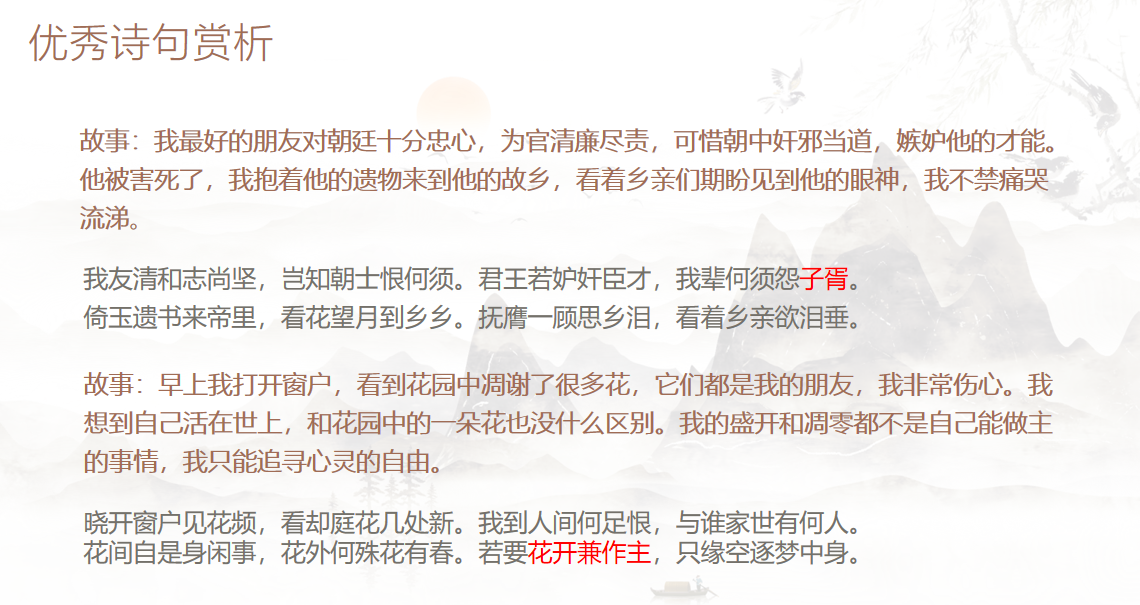 优秀诗句赏析
故事：我最好的朋友对朝廷十分忠心，为官清廉尽责，可惜朝中奸邪当道，嫉妒他的才能。
他被害死了，我抱着他的遗物来到他的故乡，看着乡亲们期盼见到他的眼神，我不禁痛哭
流涕。
我友清和志尚坚，岂知朝士恨何须。君王若妒奸臣才，我辈何须怨子胥。
倚玉遗书来帝里，看花望月到乡乡。抚膺一顾思乡泪，看着乡亲欲泪垂。
故事：早上我打开窗户，看到花园中凋谢了很多花，它们都是我的朋友，我非常伤心。我
想到自己活在世上，和花园中的一朵花也没什么区别。我的盛开和凋零都不是自己能做主
的事情，我只能追寻心灵的自由。
晓开窗户见花频，看却庭花几处新。我到人间何足恨，与谁家世有何人。
花间自是身闲事，花外何殊花有春。若要花开兼作主，只缘空逐梦中身。